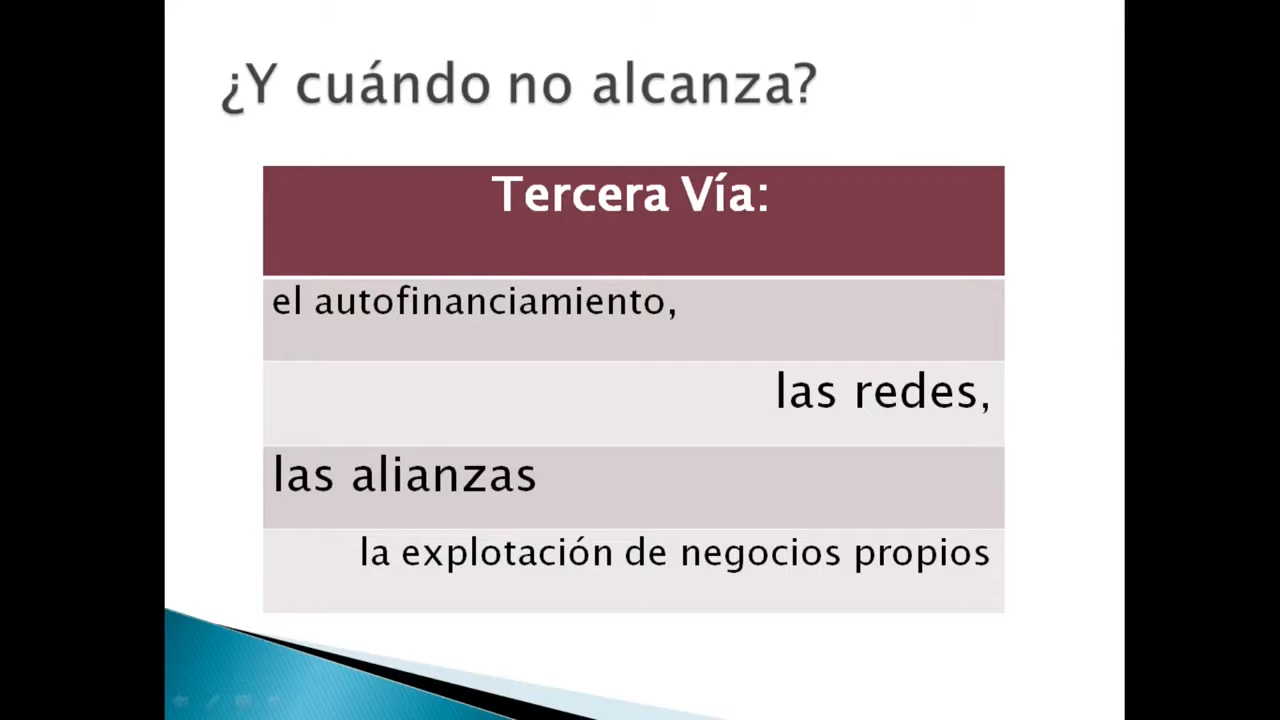 ¿Y cuándo no alcanza?
Tercera Vía:
el autofinanciamiento,
las redes,
las alianzas
la explotación de negocios propios